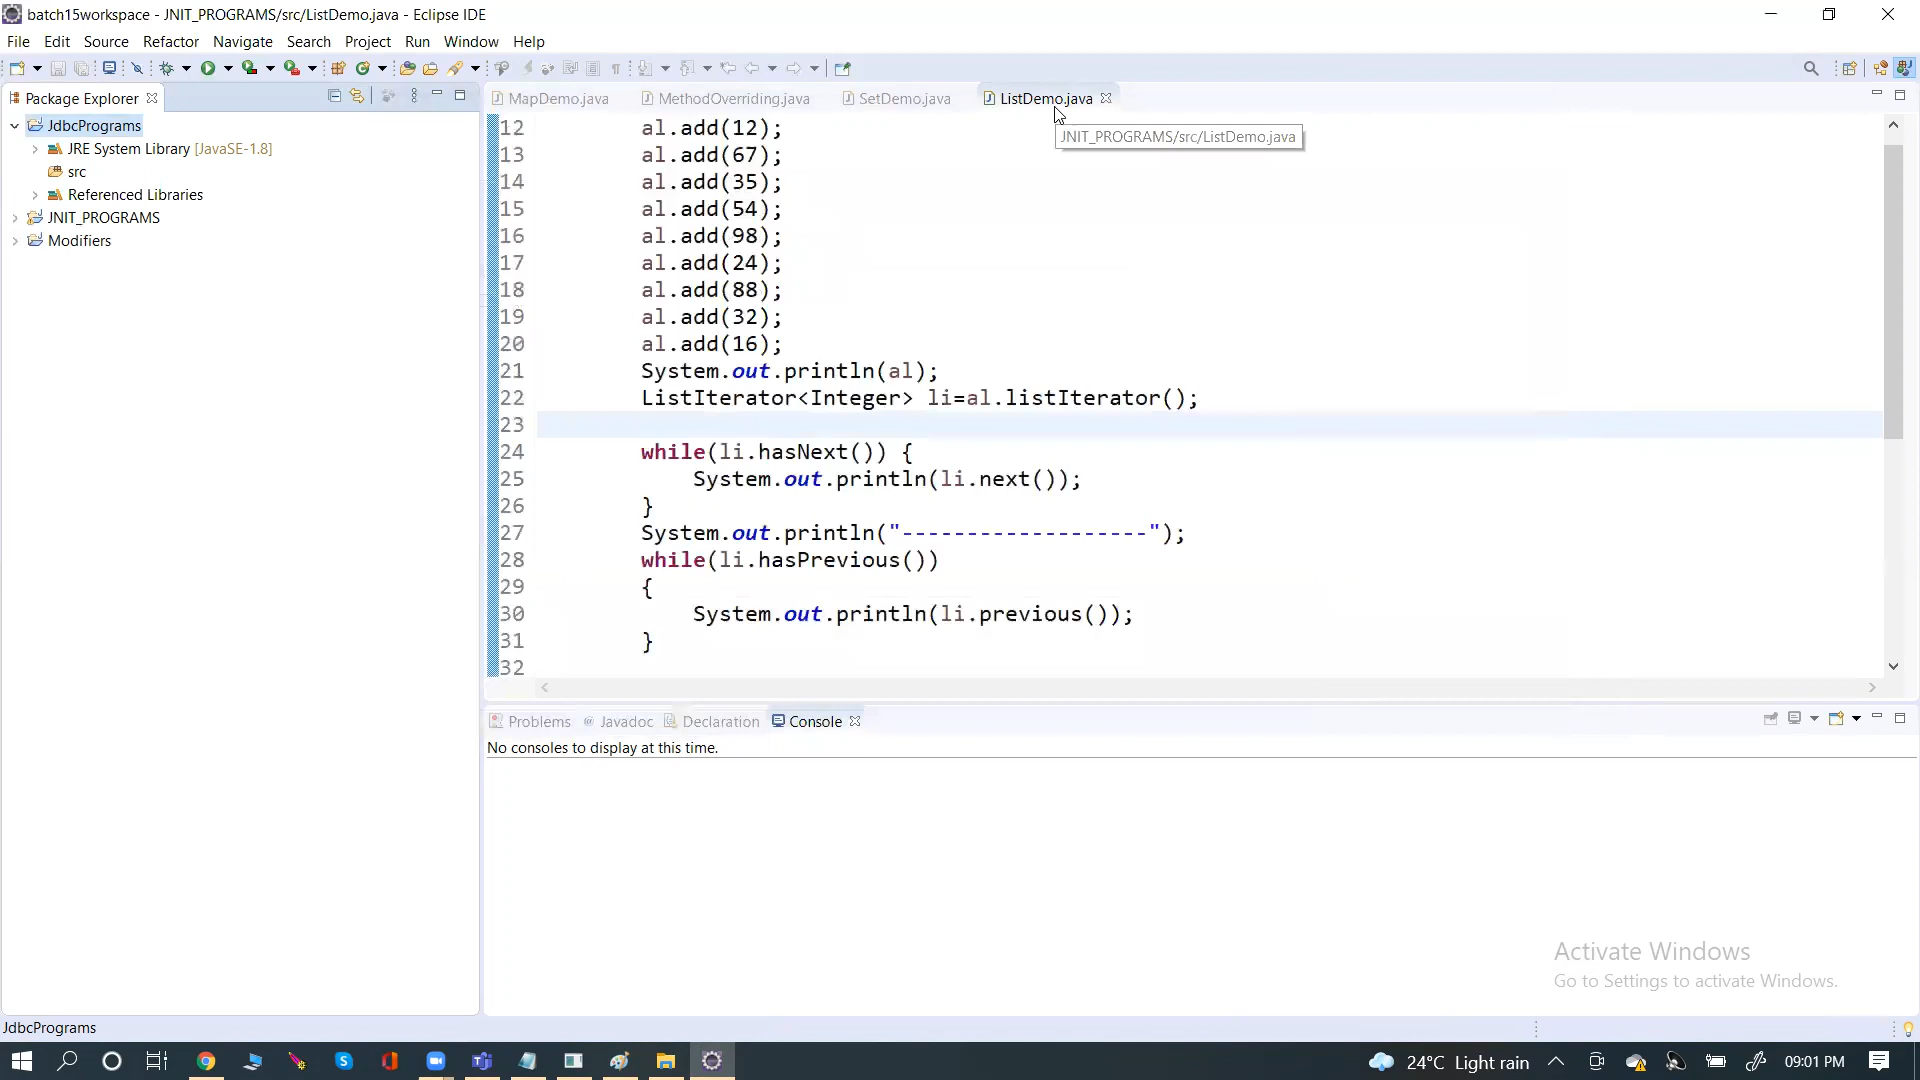 batch15workspace - JNIT_PROGRAMS/src/ListDemo.java - Eclipse IDE
File Edit Source Refactor Navigate Search Project Run Window Help
Package Explorer
JdbcPrograms
JRE System Library [JavaSE-1.8]
src
Referenced Libraries
JNIT_PROGRAMS
Modifiers
MapDemo.java MethodOverriding.java SetDemo.java ListDemo.java
JNIT_PROGRAMS/src/ListDemo.java
12 al.add(12);
13 al.add(67);
14 al.add(35);
15 al.add(54);
16 al.add(98);
17 al.add(24);
18 al.add(88);
19 al.add(32);
20 al.add(16);
21 System.out.println(al);
22 ListIterator<Integer> li=al.listIterator();
23
24 while(li.hasNext()) {
25 System.out.println(li.next());
26 }
27 System.out.println("-------------------");
28 while(li.hasPrevious())
29 {
30 System.out.println(li.previous());
31 }
32
Problems Javadoc Declaration Console
No consoles to display at this time.
Activate Windows
Go to Settings to activate Windows.
JdbcPrograms
24°C Light rain 09:01 PM